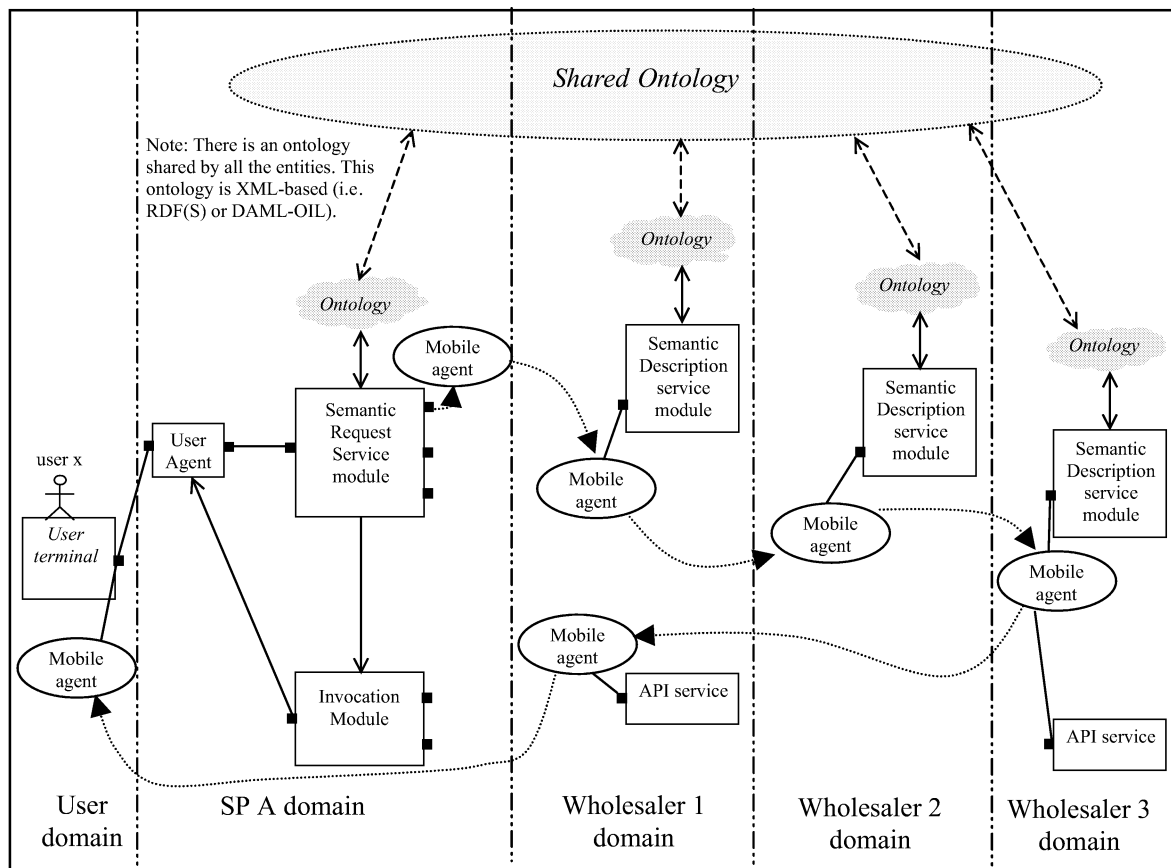 Shared Ontology
Note: There is an ontology
shared by all the entities. This
ontology is XML-based (i.e.
RDF(S) or DAML-OIL).
Ontology
Ontology
Ontology
Ontology
Mobile
agent
Semantic
Description
service
module
Semantic
Description
service
module
Semantic
Description
service
module
Semantic
Request
Service
module
User
Agent
user x
User
terminal
Mobile
agent
Mobile
agent
Mobile
agent
Mobile
agent
Mobile
agent
Invocation
Module
API service
API service
User
domain
SP A domain
Wholesaler 1
domain
Wholesaler 2
domain
Wholesaler 3
domain